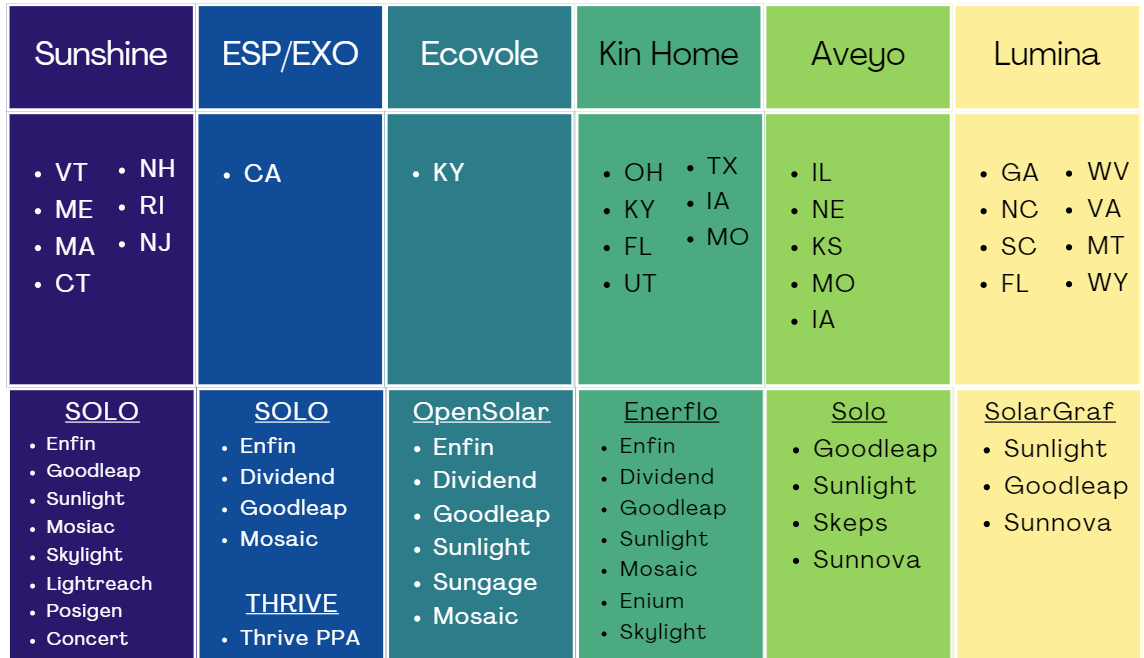 Sunshine
ESP/EXO
Ecovole
Kin Home
Aveyo
Lumina
VT
ME
MA
CT
NH
RI
NJ
CA
KY
OH
KY
FL
UT
TX
IA
MO
IL
NE
KS
MO
IA
GA
NC
SC
FL
WV
VA
MT
WY
SOLO
Enfin
Goodleap
Sunlight
Mosiac
Skylight
Lightreach
Posigen
Concert
SOLO
Enfin
Dividend
Goodleap
Mosaic
THRIVE
Thrive PPA
OpenSolar
Enfin
Dividend
Goodleap
Sunlight
Sungage
Mosaic
Enerflo
Enfin
Dividend
Goodleap
Sunlight
Mosaic
Enium
Skylight
Solo
Goodleap
Sunlight
Skeps
Sunnova
SolarGraf
Sunlight
Goodleap
Sunnova